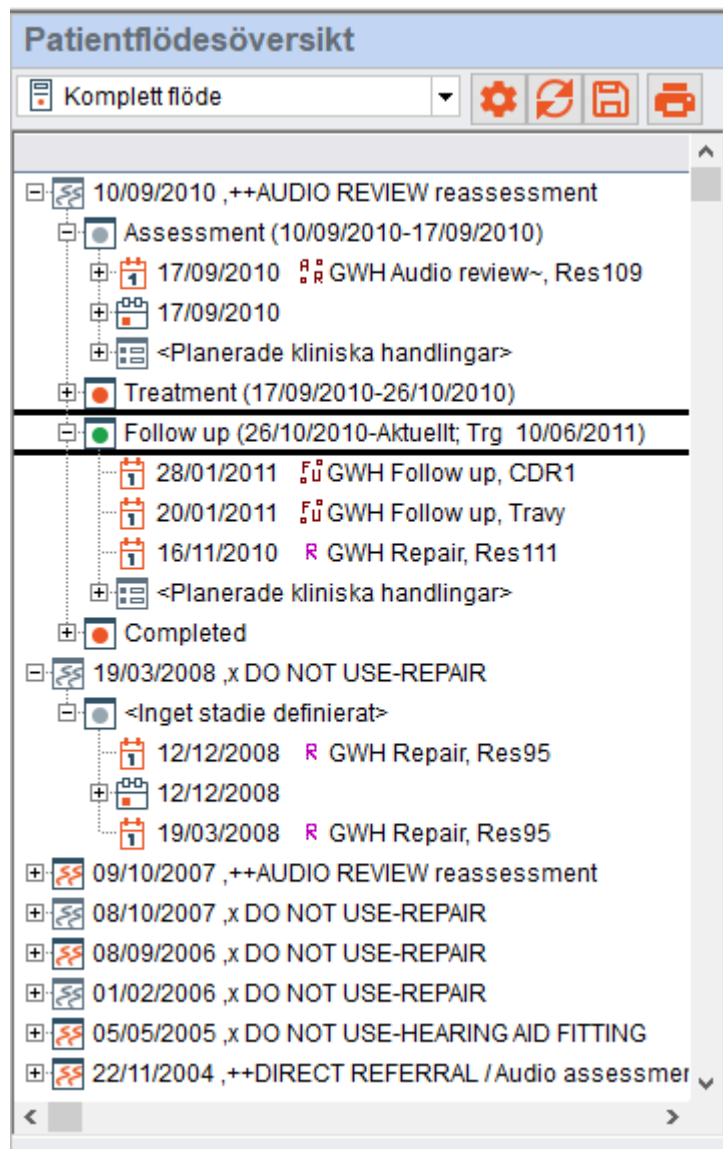 Patientflödesöversikt
Komplett flöde
10/09/2010 ,++AUDIO REVIEW reassessment
Assessment (10/09/2010-17/09/2010)
17/09/2010 AR GWH Audio review~, Res109
17/09/2010
<Planerade kliniska handlingar>
Treatment (17/09/2010-26/10/2010)
Follow up (26/10/2010-Aktuellt; Trg 10/06/2011)
28/01/2011 FU GWH Follow up, CDR1
20/01/2011 FU GWH Follow up, Travy
16/11/2010 R GWH Repair, Res111
<Planerade kliniska handlingar>
Completed
19/03/2008 ,x DO NOT USE-REPAIR
<Inget stadie definierat>
12/12/2008 R GWH Repair, Res95
12/12/2008
19/03/2008 R GWH Repair, Res95
09/10/2007 ,++AUDIO REVIEW reassessment
08/10/2007 ,x DO NOT USE-REPAIR
08/09/2006 ,x DO NOT USE-REPAIR
01/02/2006 ,x DO NOT USE-REPAIR
05/05/2005 ,x DO NOT USE-HEARING AID FITTING
22/11/2004 ,++DIRECT REFERRAL / Audio assessmer